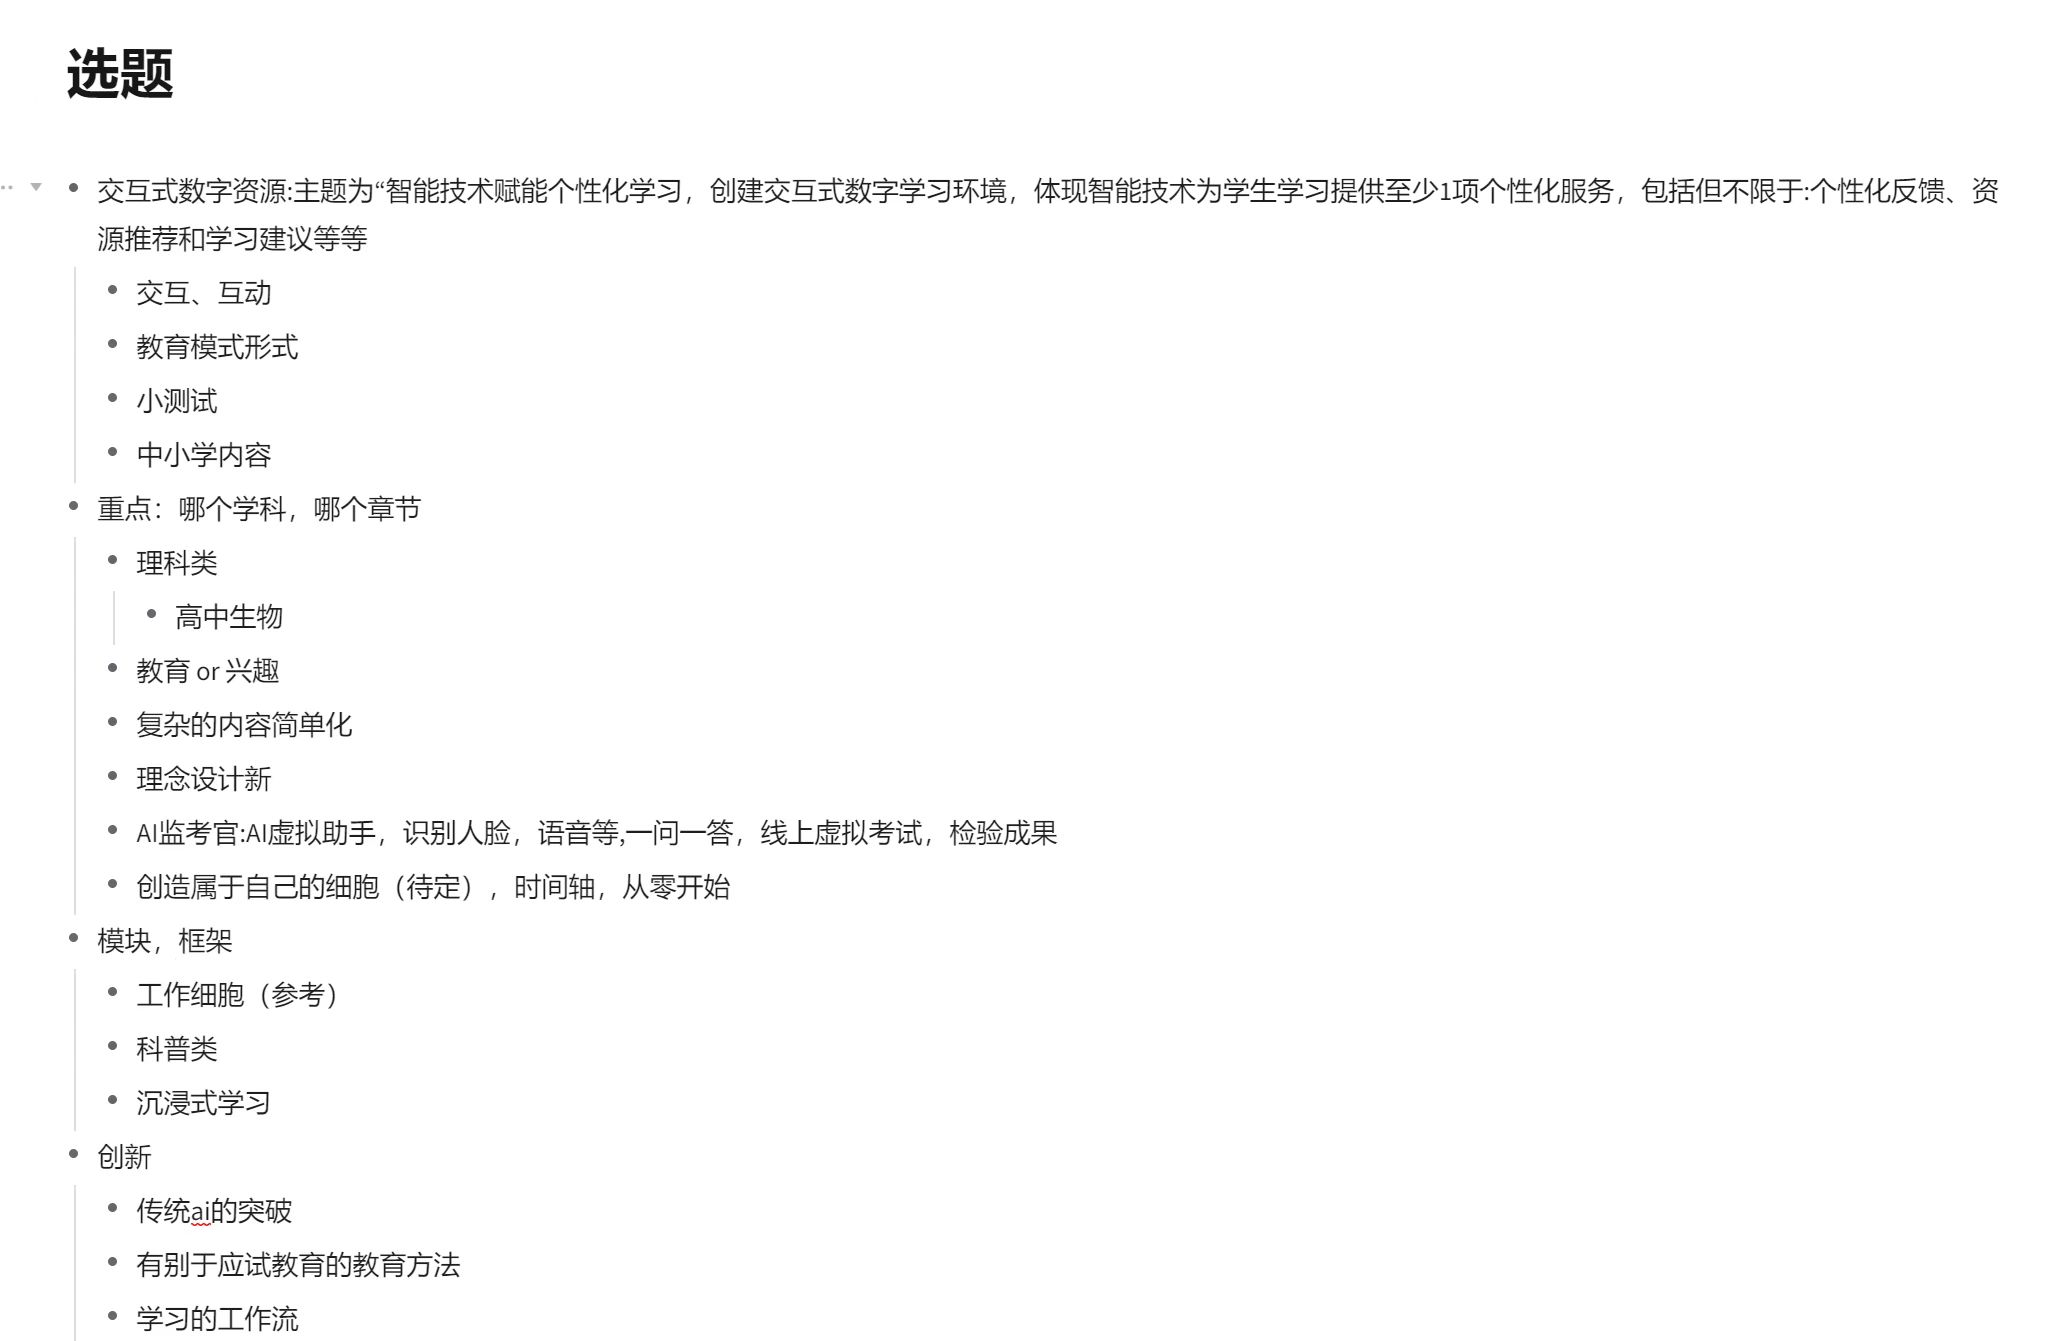 选题
交互式数字资源:主题为“智能技术赋能个性化学习，创建交互式数字学习环境，体现智能技术为学生学习提供至少1项个性化服务，包括但不限于:个性化反馈、资
源推荐和学习建议等等
交互、互动
教育模式形式
小测试
中小学内容
重点：哪个学科，哪个章节
理科类
高中生物
教育 or 兴趣
复杂的内容简单化
理念设计新
AI监考官:AI虚拟助手，识别人脸，语音等,一问一答，线上虚拟考试，检验成果
创造属于自己的细胞（待定），时间轴，从零开始
模块，框架
工作细胞（参考）
科普类
沉浸式学习
创新
传统ai的突破
有别于应试教育的教育方法
学习的工作流